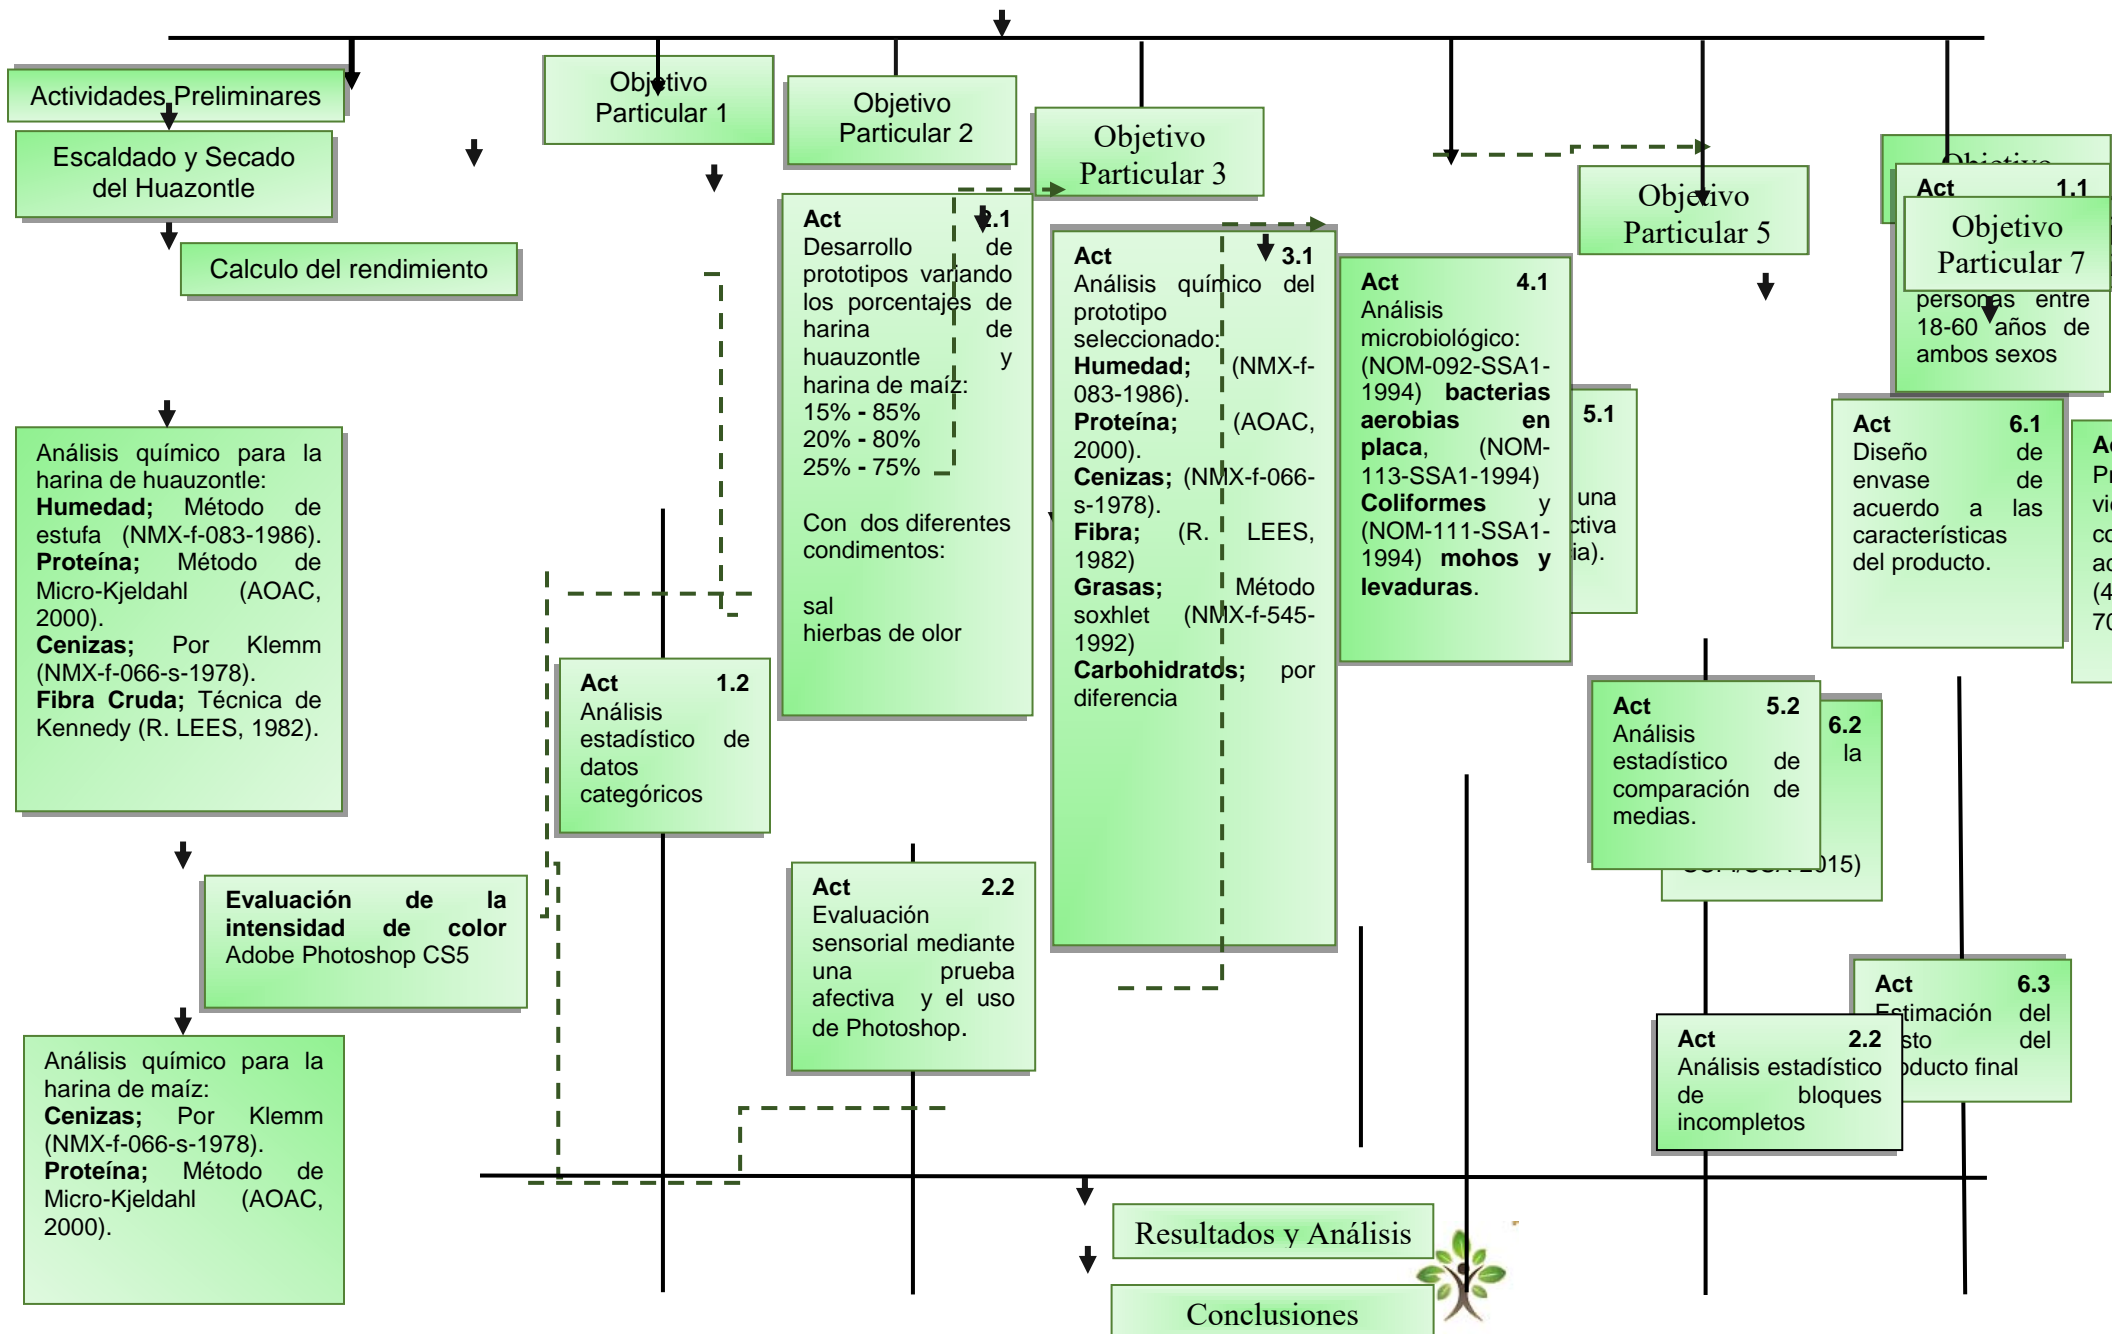 Actividades Preliminares
Escaldado y Secado
del Huazontle
Calculo del rendimiento
Análisis químico para la
harina de huauzontle:
Humedad; Método de
estufa (NMX-f-083-1986).
Proteína; Método de
Micro-Kjeldahl (AOAC,
2000).
Cenizas; Por Klemm
(NMX-f-066-s-1978).
Fibra Cruda; Técnica de
Kennedy (R. LEES, 1982).
Evaluación de la
intensidad de color
Adobe Photoshop CS5
Análisis químico para la
harina de maíz:
Cenizas; Por Klemm
(NMX-f-066-s-1978).
Proteína; Método de
Micro-Kjeldahl (AOAC,
2000).
Objetivo
Particular 1
Act 1.2
Análisis
estadístico de
datos
categóricos
Objetivo
Particular 2
Act 2.1
Desarrollo de
prototipos variando
los porcentajes de
harina de
huauzontle y
harina de maíz:
15% - 85%
20% - 80%
25% - 75%
Con dos diferentes
condimentos:
sal
hierbas de olor
Act 2.2
Evaluación
sensorial mediante
una prueba
afectiva y el uso
de Photoshop.
Objetivo
Particular 3
Act 3.1
Análisis químico del
prototipo
seleccionado:
Humedad; (NMX-f-
083-1986).
Proteína; (AOAC,
2000).
Cenizas; (NMX-f-066-
s-1978).
Fibra; (R. LEES,
1982)
Grasas; Método
soxhlet (NMX-f-545-
1992)
Carbohidratos; por
diferencia
Act 4.1
Análisis
microbiológico:
(NOM-092-SSA1-
1994) bacterias
aerobias en
placa, (NOM-
113-SSA1-1994)
Coliformes y
(NOM-111-SSA1-
1994) mohos y
levaduras.
Objetivo
Particular 5
5.1
una
Act 5.2
Análisis
estadístico de
comparación de
medias.
6.2
la
2015)
Act 2.2
Análisis estadístico
de bloques
incompletos
Objetivo
Act 1.1
Objetivo
Particular 7
personas entre
18-60 años de
ambos sexos
Act 6.1
Diseño de
envase de
acuerdo a las
características
del producto.
Act 6.3
Estimación del
del
final
Resultados y Análisis
Conclusiones